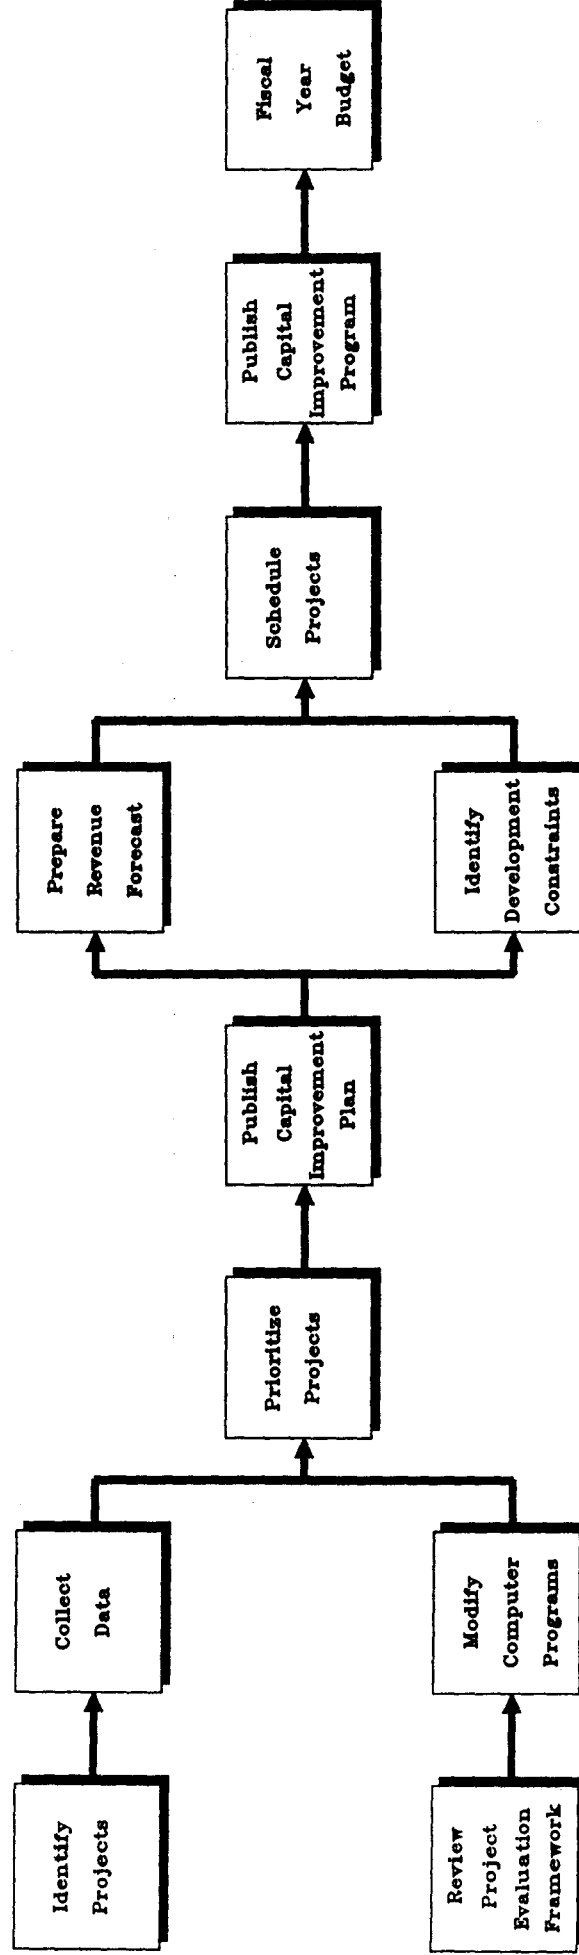 Identify
Projects
Collect
Data
Review
Project
Evaluation
Framework
Modify
Computer
Programs
Prioritize
Projects
Publish
Capital
Improvement
Plan
Prepare
Revenue
Forecast
Identify
Development
Constraints
Schedule
Projects
Publish
Capital
Improvement
Program
Fiscal
Year
Budget